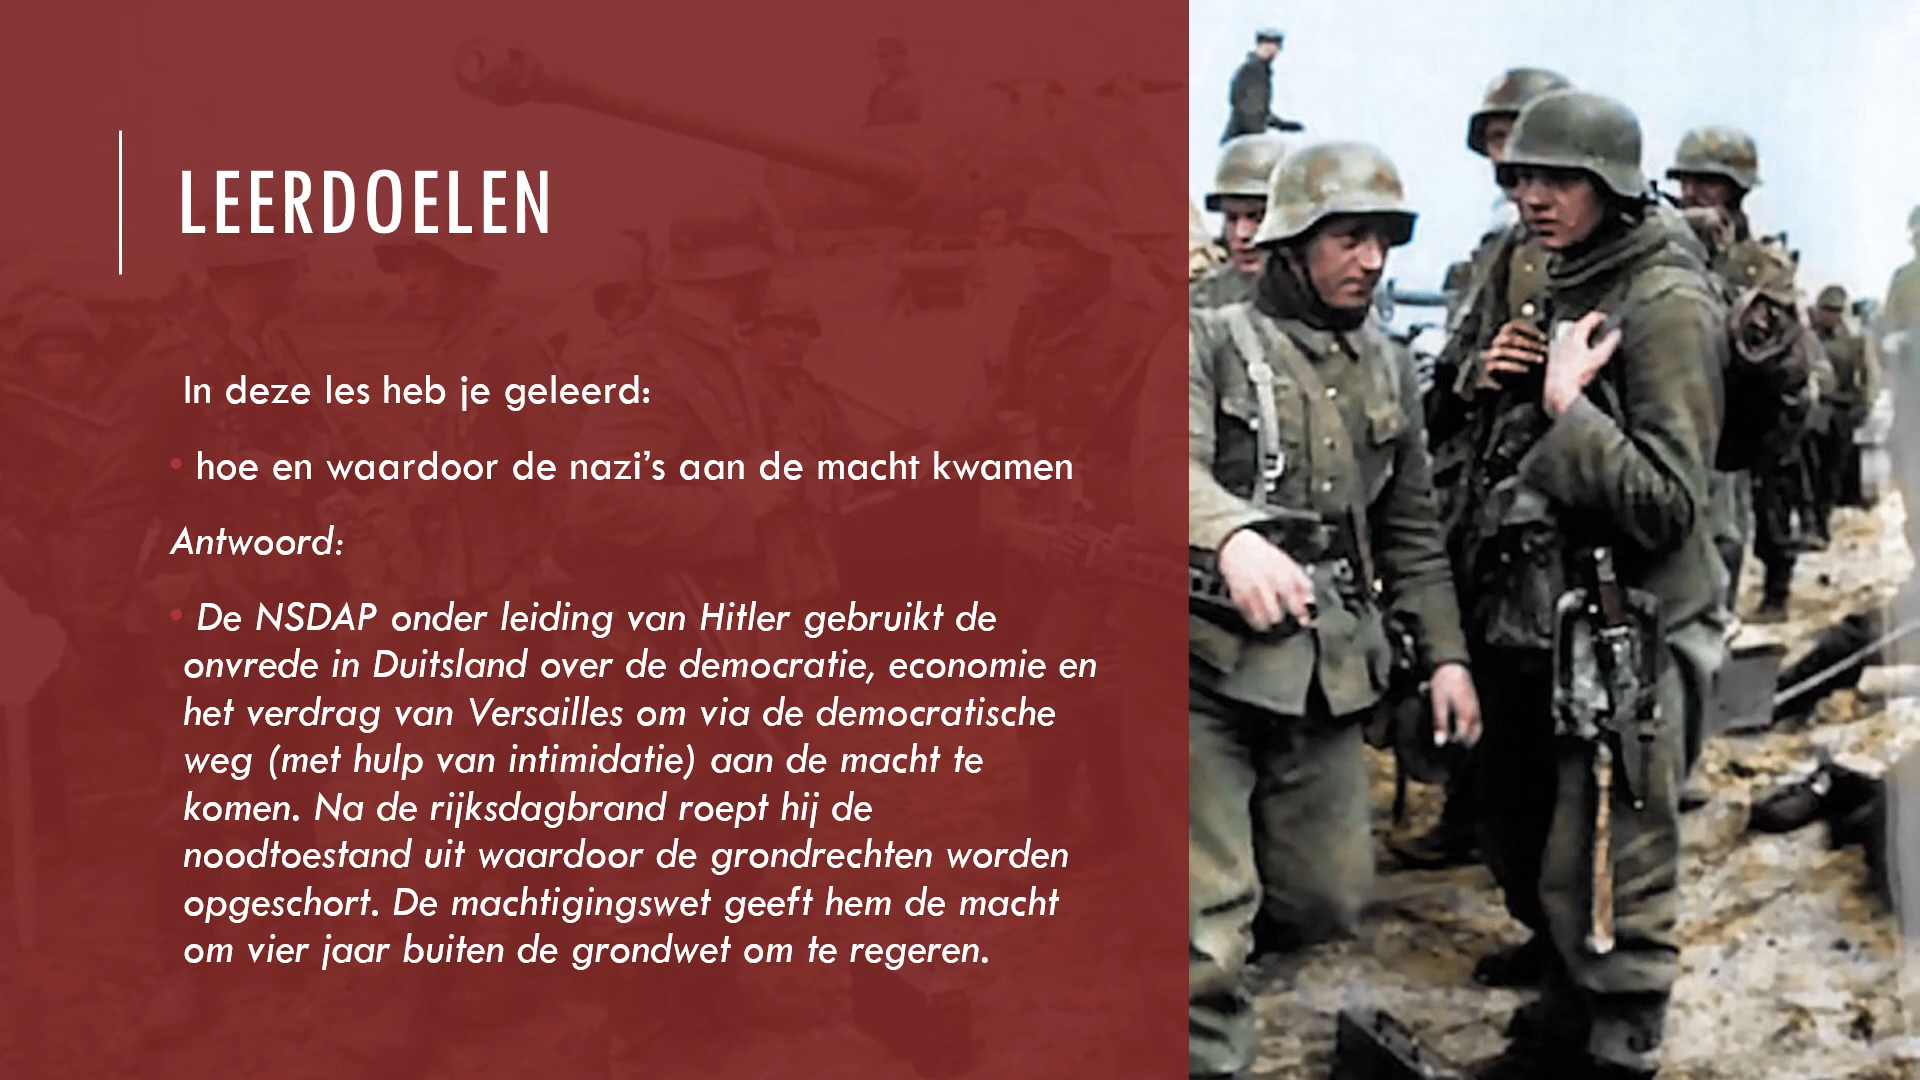 LEERDOELEN
In deze les heb je geleerd:
• hoe en waardoor de nazi’s aan de macht kwamen
Antwoord:
• De NSDAP onder leiding van Hitler gebruikt de
onvrede in Duitsland over de democratie, economie en
het verdrag van Versailles om via de democratische
weg (met hulp van intimidatie) aan de macht te
komen. Na de rijksdagbrand roept hij de
noodtoestand uit waardoor de grondrechten worden
opgeschort. De machtigingswet geeft hem de macht
om vier jaar buiten de grondwet om te regeren.